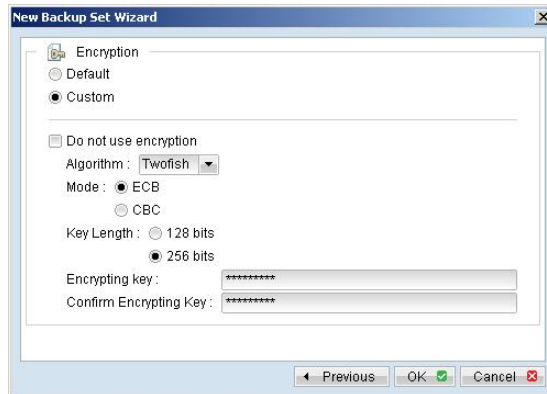 New Backup Set Wizard
Encryption
Default
Custom
Do not use encryption
Algorithm : Twofish
Mode : ECB
CBC
Key Length : 128 bits
256 bits
Encrypting key : *********
Confirm Encrypting Key : *********
Previous OK Cancel